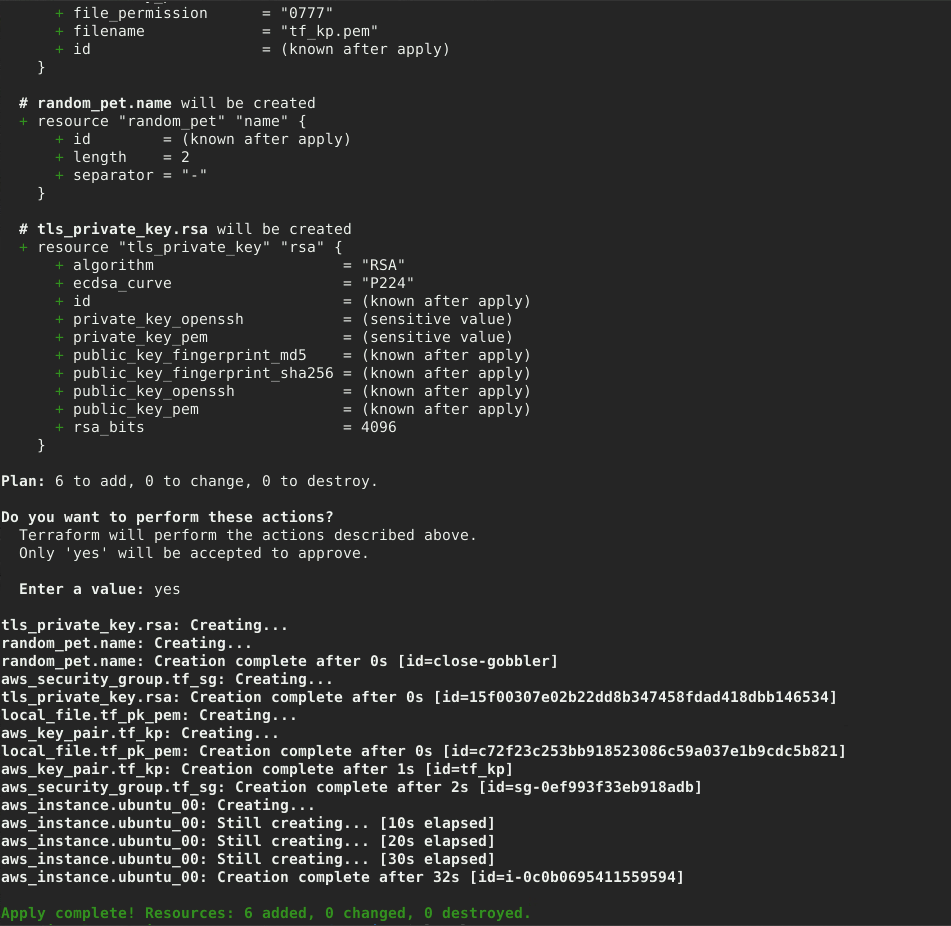 + file_permission      = "0777"
+ filename             = "tf_kp.pem"
+ id                   = (known after apply)
}
# random_pet.name will be created
+ resource "random_pet" "name" {
+ id        = (known after apply)
+ length    = 2
+ separator = "-"
}
# tls_private_key.rsa will be created
+ resource "tls_private_key" "rsa" {
+ algorithm                     = "RSA"
+ ecdsa_curve                   = "P224"
+ id                            = (known after apply)
+ private_key_openssh           = (sensitive value)
+ private_key_pem               = (sensitive value)
+ public_key_fingerprint_md5    = (known after apply)
+ public_key_fingerprint_sha256 = (known after apply)
+ public_key_openssh            = (known after apply)
+ public_key_pem                = (known after apply)
+ rsa_bits                      = 4096
}
Plan: 6 to add, 0 to change, 0 to destroy.
Do you want to perform these actions?
Terraform will perform the actions described above.
Only 'yes' will be accepted to approve.
Enter a value: yes
tls_private_key.rsa: Creating...
random_pet.name: Creating...
random_pet.name: Creation complete after 0s [id=close-gobbler]
aws_security_group.tf_sg: Creating...
tls_private_key.rsa: Creation complete after 0s [id=15f00307e02b22dd8b347458fdad418dbb146534]
local_file.tf_pk_pem: Creating...
aws_key_pair.tf_kp: Creating...
local_file.tf_pk_pem: Creation complete after 0s [id=c72f23c253bb918523086c59a037e1b9cdc5b821]
aws_key_pair.tf_kp: Creation complete after 1s [id=tf_kp]
aws_security_group.tf_sg: Creation complete after 2s [id=sg-0ef993f33eb918adb]
aws_instance.ubuntu_00: Creating...
aws_instance.ubuntu_00: Still creating... [10s elapsed]
aws_instance.ubuntu_00: Still creating... [20s elapsed]
aws_instance.ubuntu_00: Still creating... [30s elapsed]
aws_instance.ubuntu_00: Creation complete after 32s [id=i-0c0b0695411559594]
Apply complete! Resources: 6 added, 0 changed, 0 destroyed.